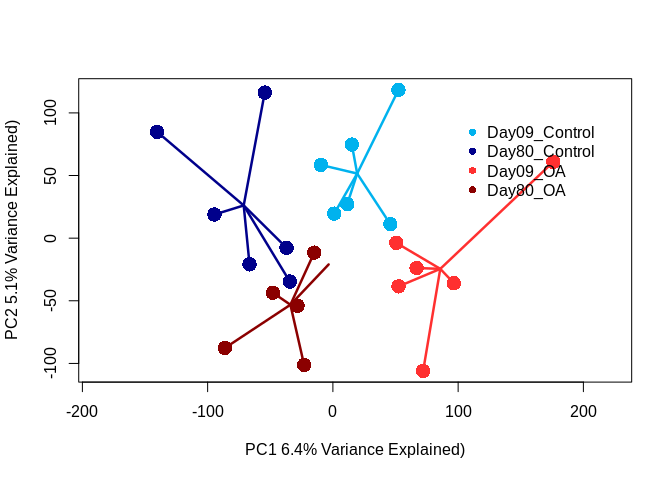 Day09_Control
Day80_Control
Day09_OA
Day80_OA
100
50
0
-50
-100
PC2 5.1% Variance Explained)
-200
-100
0
100
200
PC1 6.4% Variance Explained)